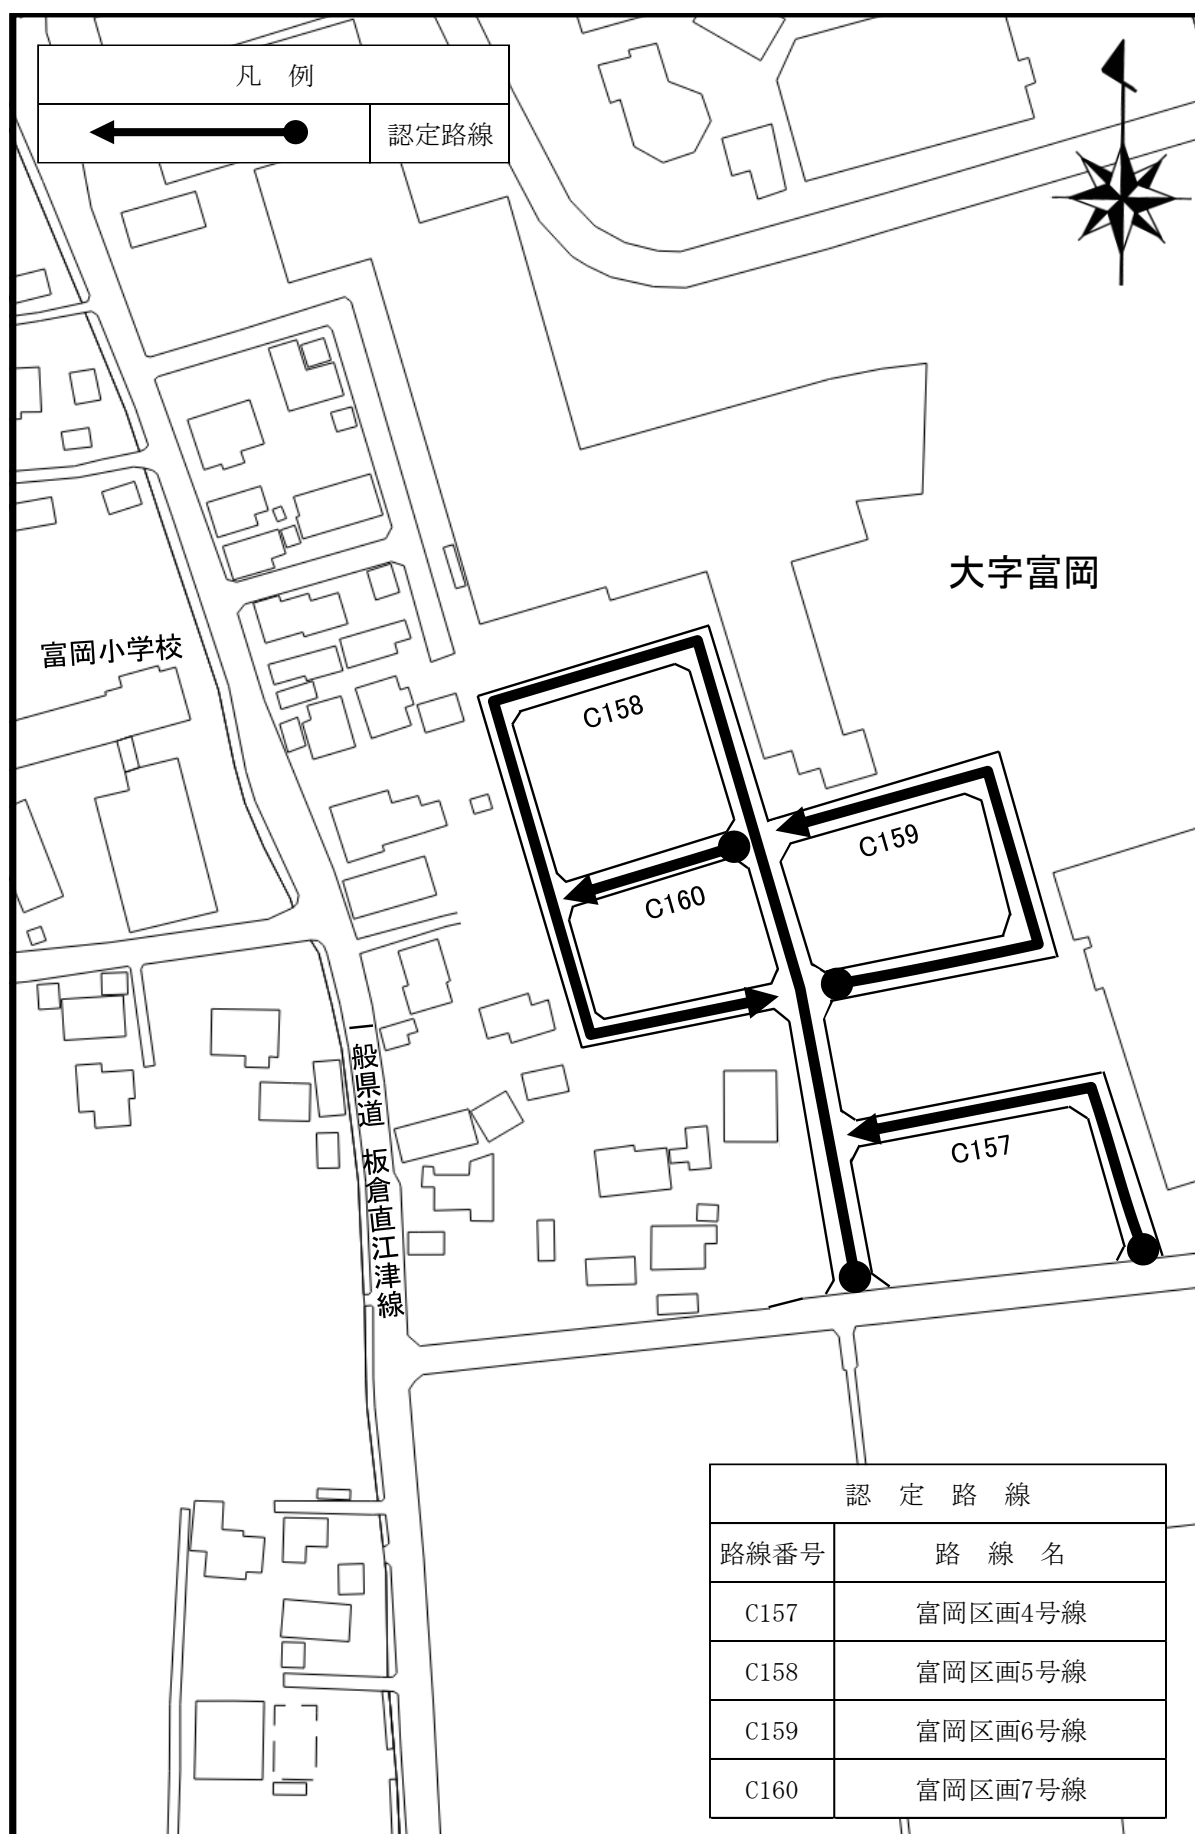 凡 例
認定路線
大字富岡
富岡小学校
C158
C159
C160
C157
一般県道 板倉直江津線
認 定 路 線
路線番号 路 線 名
C157 富岡区画4号線
C158 富岡区画5号線
C159 富岡区画6号線
C160 富岡区画7号線